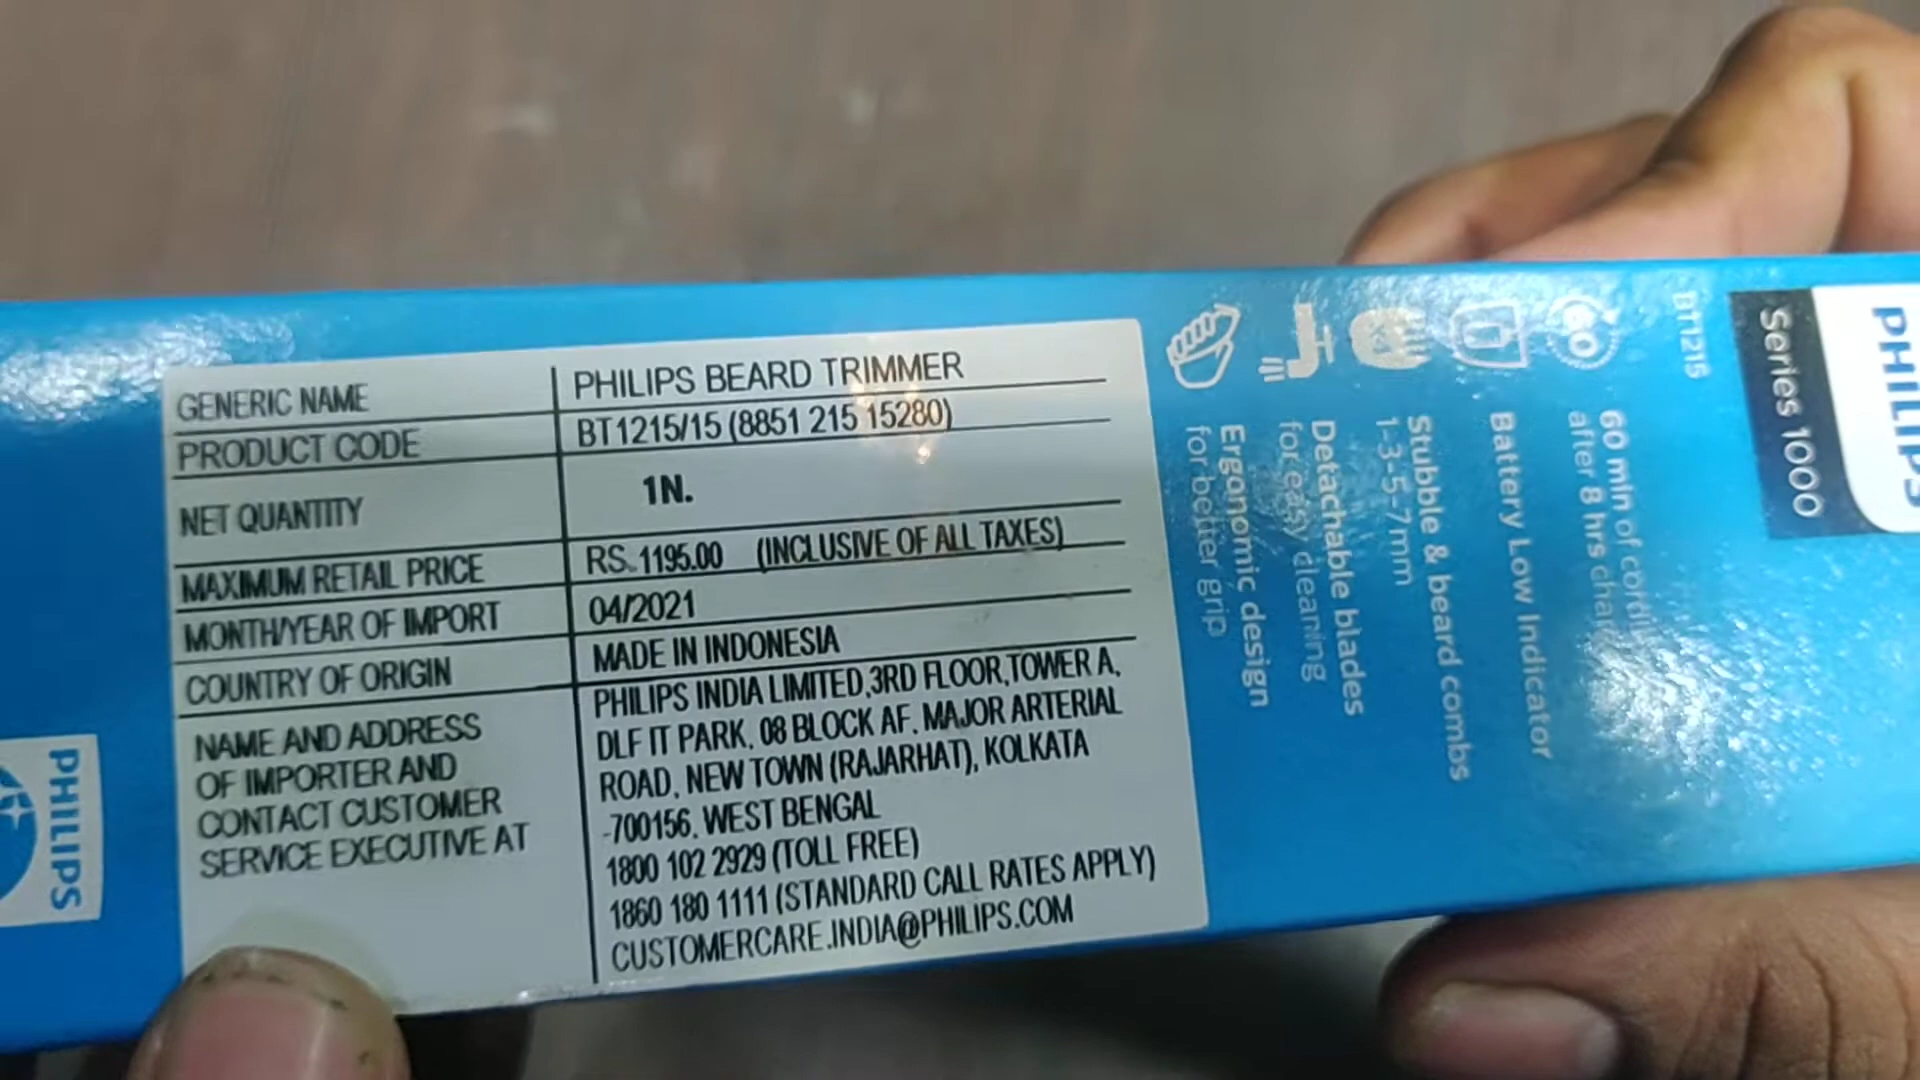 GENERIC NAME PHILIPS BEARD TRIMMER
PRODUCT CODE BT1215/15 (8851 215 15280)
NET QUANTITY 1N.
MAXIMUM RETAIL PRICE RS.1195.00 (INCLUSIVE OF ALL TAXES)
MONTH/YEAR OF IMPORT 04/2021
COUNTRY OF ORIGIN MADE IN INDONESIA
NAME AND ADDRESS
OF IMPORTER AND
CONTACT CUSTOMER
SERVICE EXECUTIVE AT
PHILIPS INDIA LIMITED,3RD FLOOR,TOWER A,
DLF IT PARK, 08 BLOCK AF, MAJOR ARTERIAL
ROAD, NEW TOWN (RAJARHAT), KOLKATA
-700156, WEST BENGAL
1800 102 2929 (TOLL FREE)
1860 180 1111 (STANDARD CALL RATES APPLY)
CUSTOMERCARE.INDIA@PHILIPS.COM
PHILIPS
Series 1000
BT1215
60
60 min of
after 8 hrs
Battery Low Indicator
Stubble & beard combs
1-3-5-7mm
Detachable blades
for easy cleaning
Ergonomic design
for better grip
PHILIPS